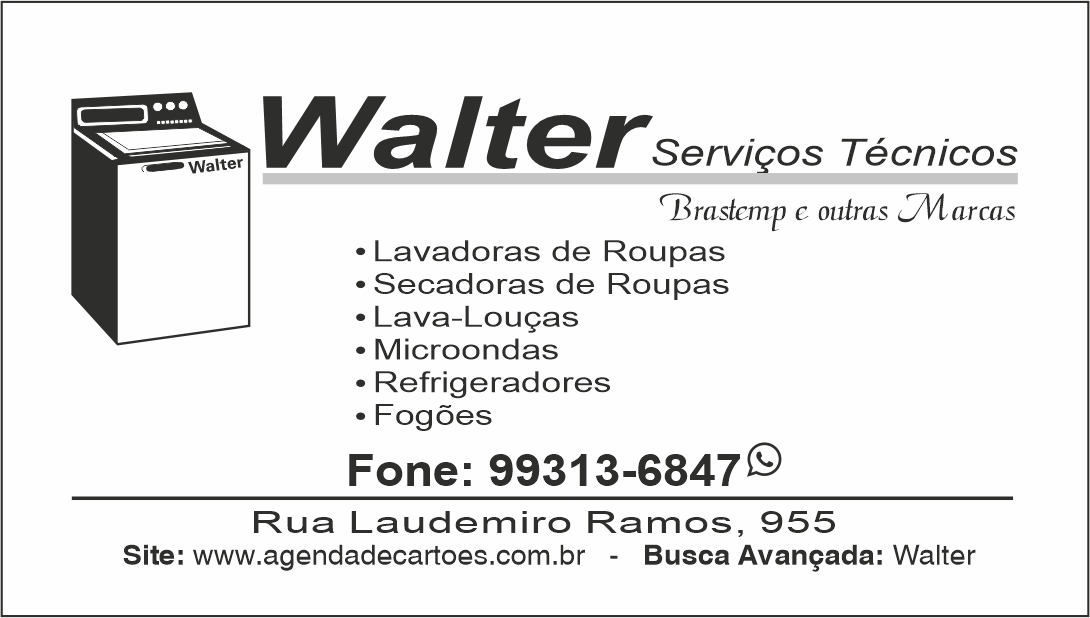 Walter
Walter Serviços Técnicos
Brastemp e outras Marcas
• Lavadoras de Roupas
• Secadoras de Roupas
• Lava-Louças
• Microondas
• Refrigeradores
• Fogões
Fone: 99313-6847
Rua Laudemiro Ramos, 955
Site: www.agendadecartoes.com.br - Busca Avançada: Walter